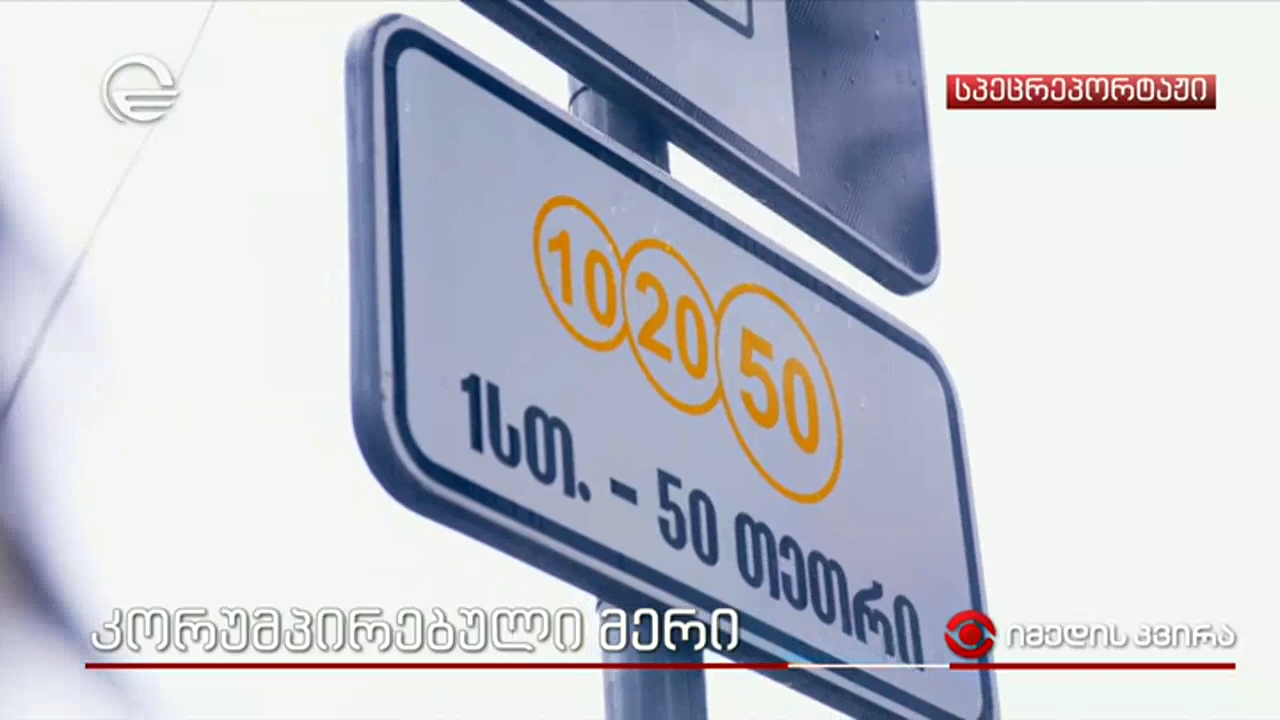 სპეცრეპორტაჟი
10 20 50
1სთ. - 50 თეთრი
კორუმპირებული მერი
იმედის კვირა